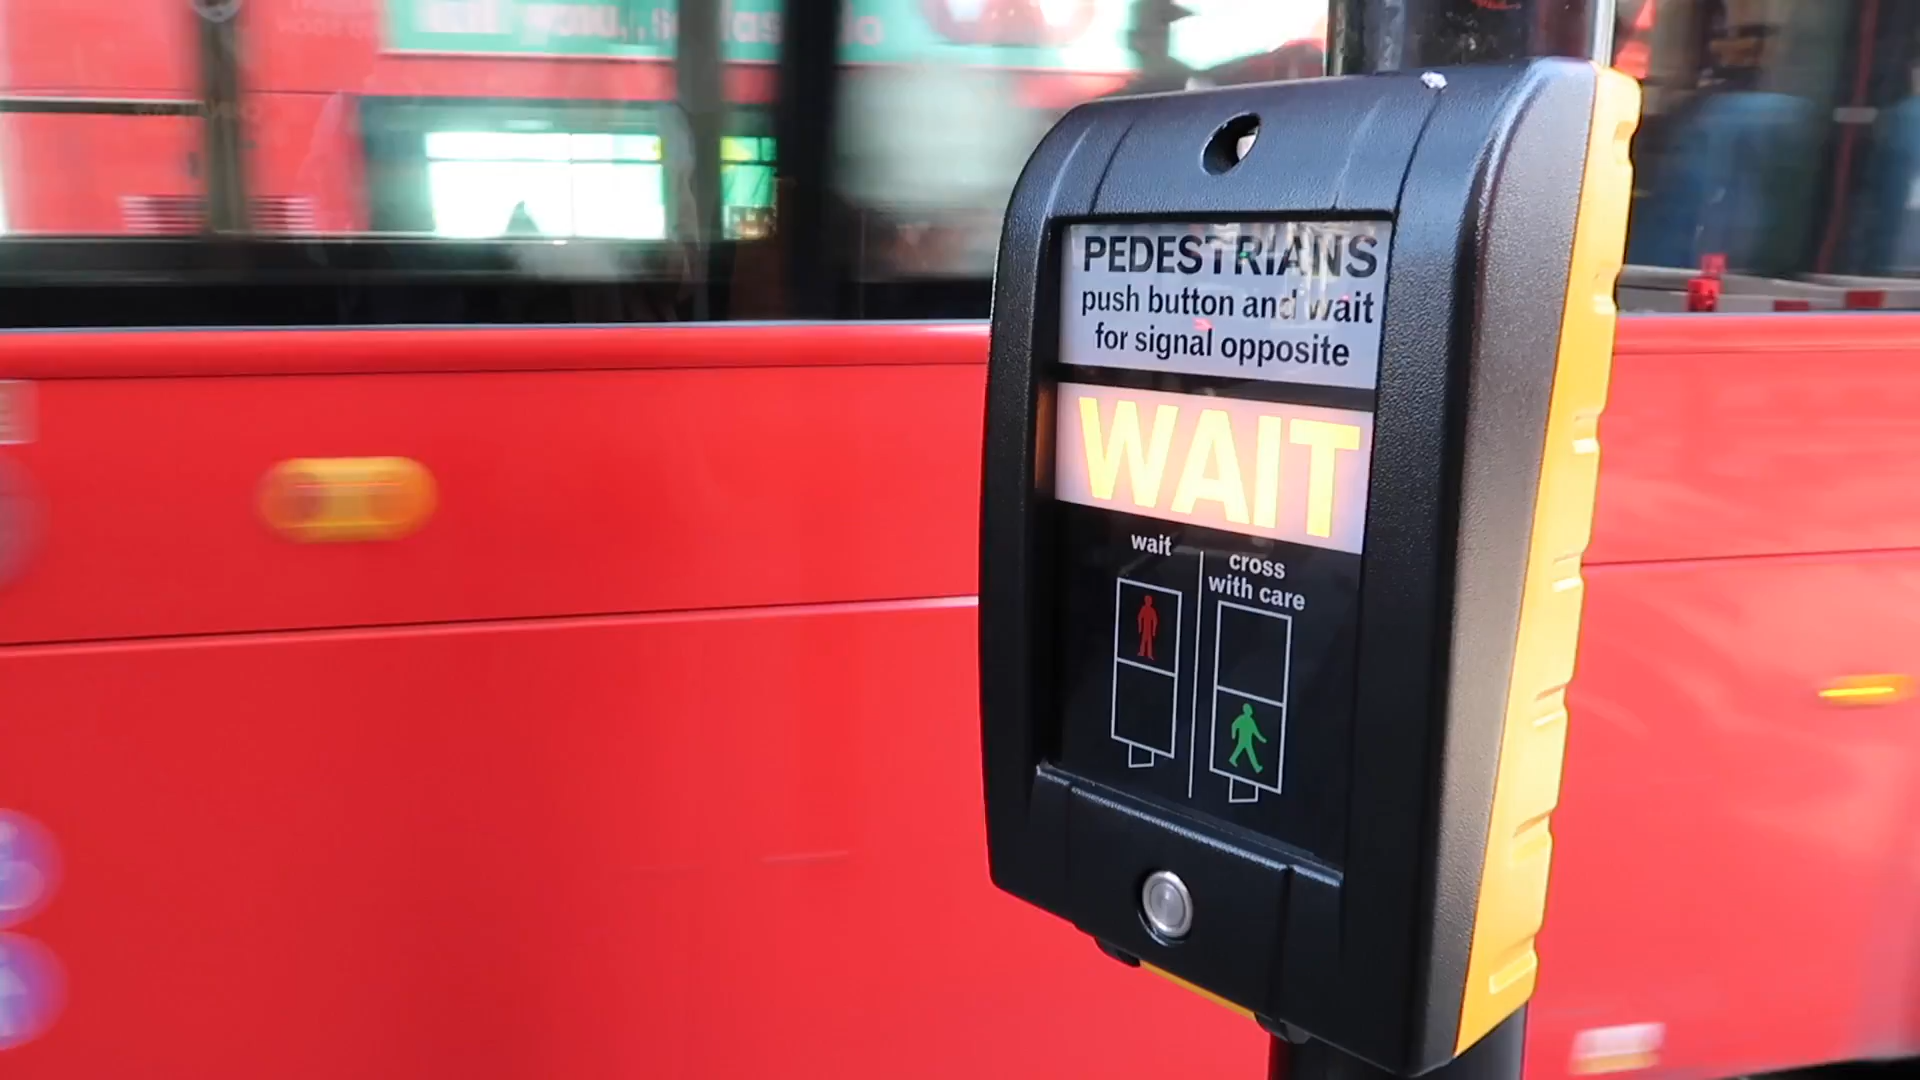 PEDESTRIANS
push button and wait
for signal opposite
WAIT
wait
cross
with care